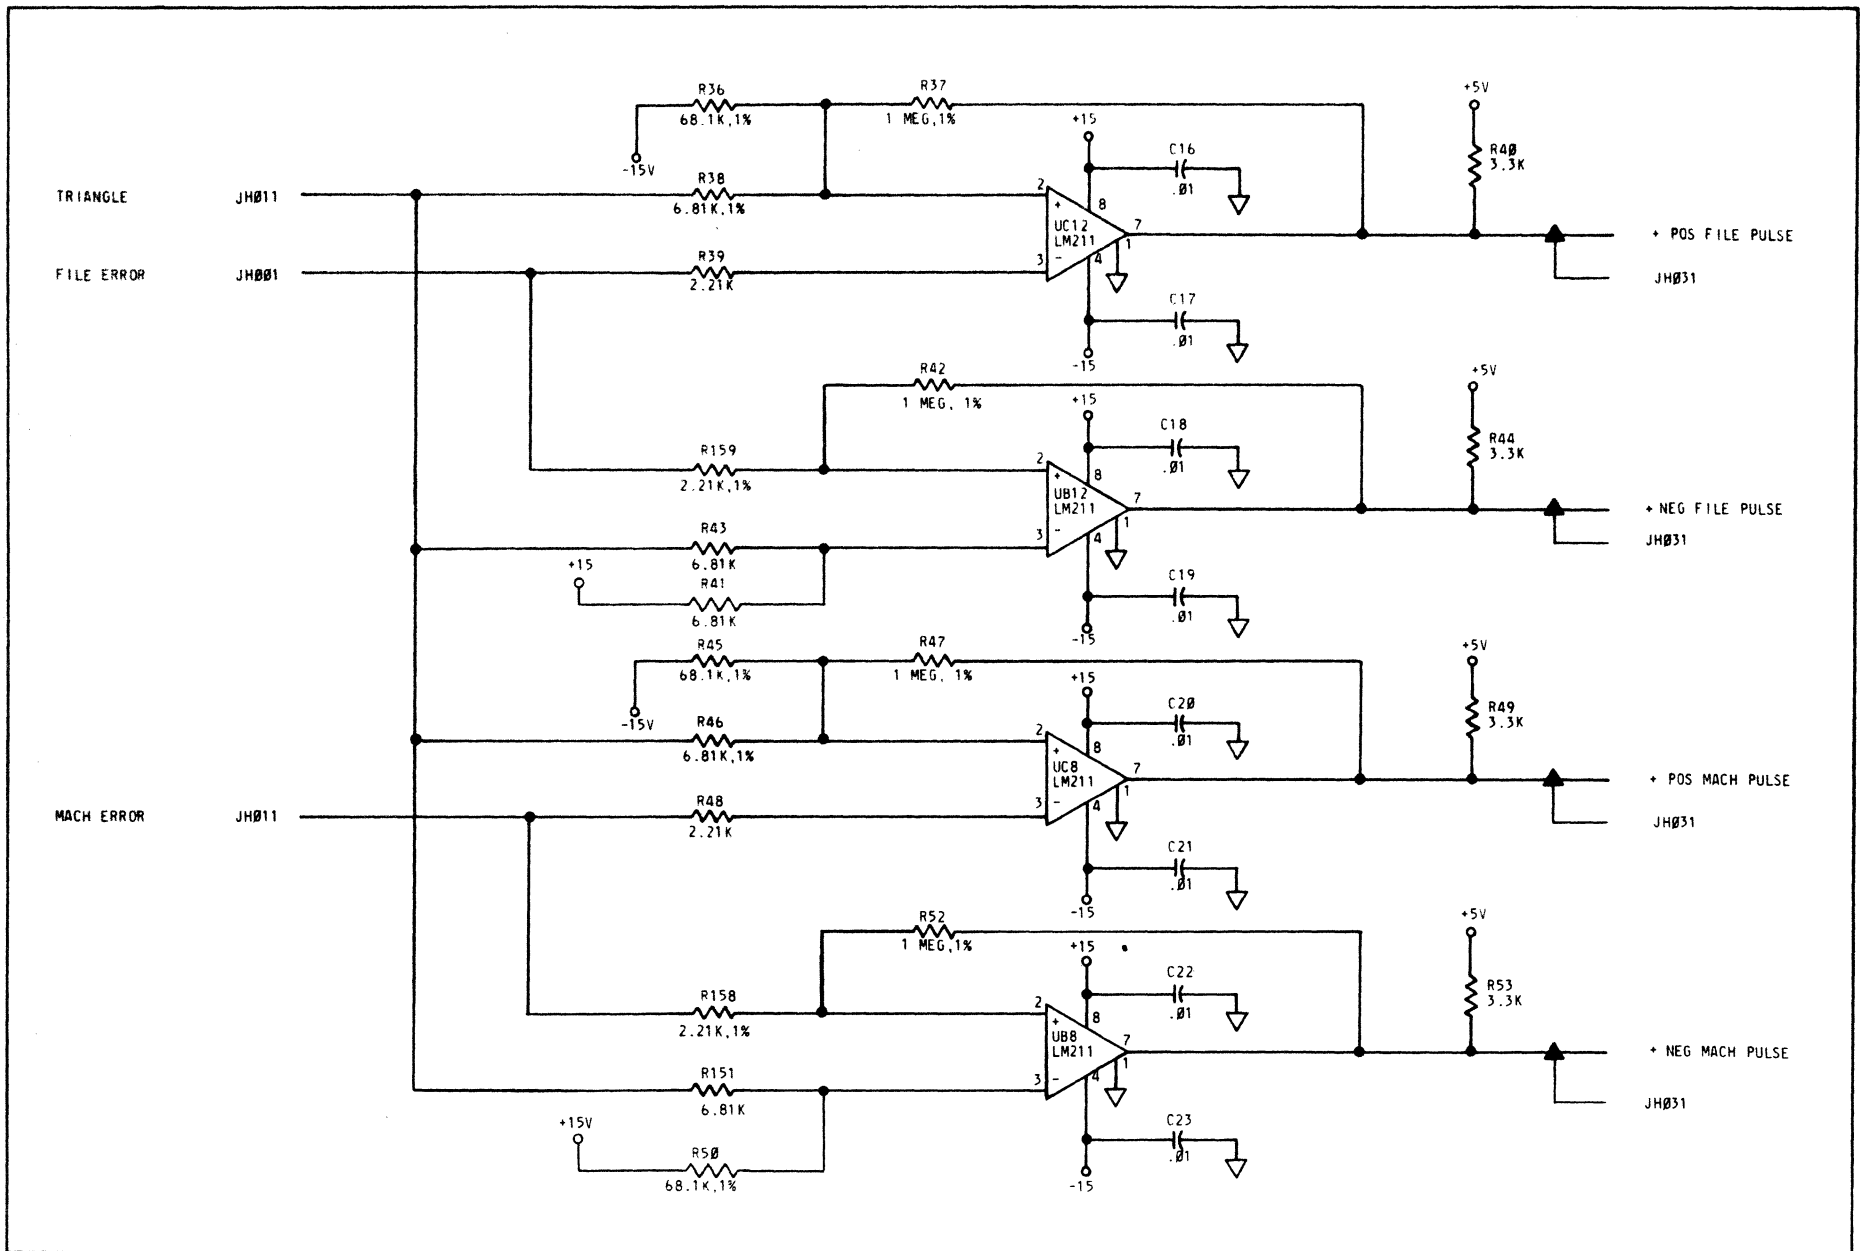 R36
68.1K,1%
-15V
R37
1 MEG,1%
+15
C16
.01
+5V
R4Ø
3.3K
TRIANGLE JHØ11
R38
6.81K,1%
2
+
8
UC12
LM211
7
1
+ POS FILE PULSE
JHØ31
FILE ERROR JHØØ1
R39
2.21K
3
-
4
C17
.Ø1
-15
R42
1 MEG, 1%
+15
C18
.Ø1
+5V
R44
3.3K
R159
2.21K,1%
2
+
8
UB12
LM211
7
1
+ NEG FILE PULSE
JHØ31
R43
6.81K
3
-
4
+15
R41
6.81K
C19
.Ø1
-15
R45
68.1K,1%
-15V
R47
1 MEG, 1%
+15
C2Ø
.Ø1
+5V
R49
3.3K
R46
6.81K,1%
2
+
8
UC8
LM211
7
1
+ POS MACH PULSE
JHØ31
MACH ERROR JHØ11
R48
2.21K
3
-
4
C21
.Ø1
-15
R52
1 MEG,1%
+15
C22
.Ø1
+5V
R53
3.3K
R158
2.21K,1%
2
+
8
UB8
LM211
7
1
+ NEG MACH PULSE
JHØ31
R151
6.81K
3
-
4
+15V
R5Ø
68.1K,1%
C23
.Ø1
-15